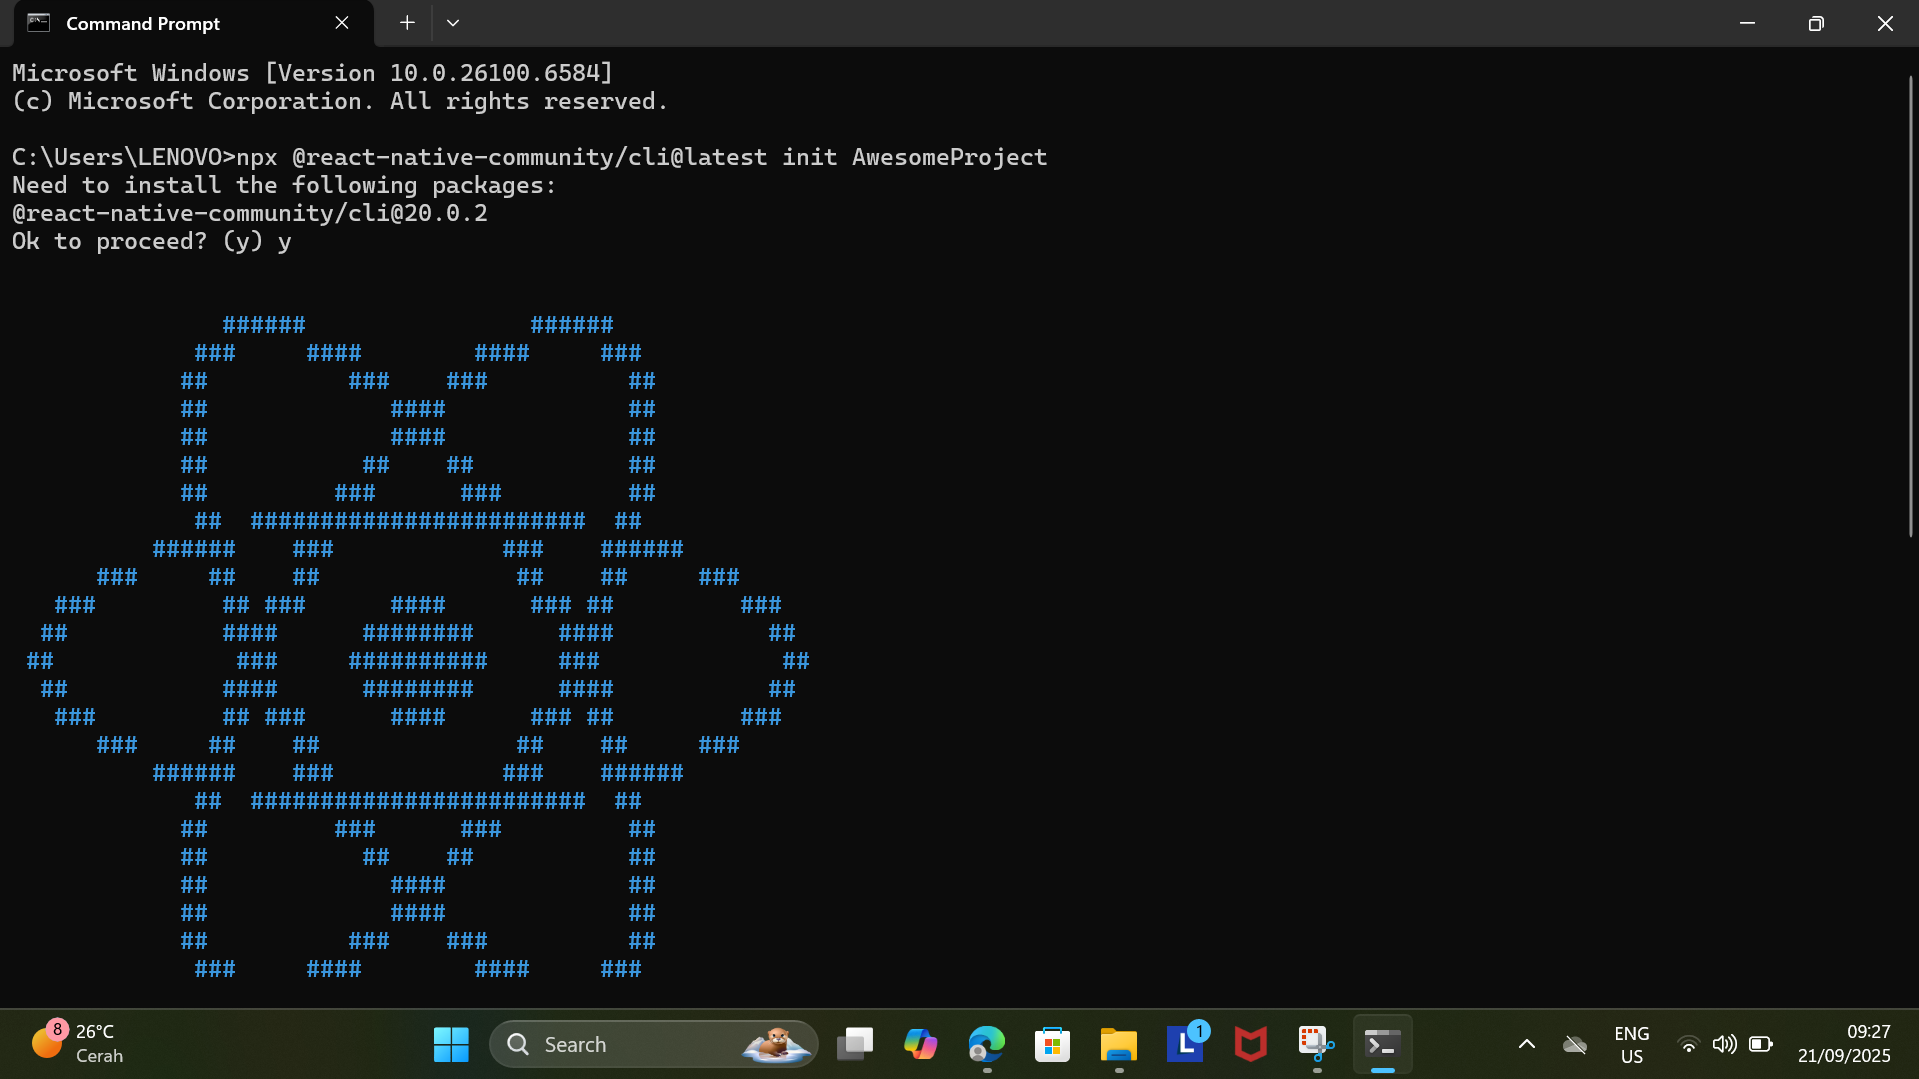 Command Prompt
Microsoft Windows [Version 10.0.26100.6584]
(c) Microsoft Corporation. All rights reserved.
C:\Users\LENOVO>npx @react-native-community/cli@latest init AwesomeProject
Need to install the following packages:
@react-native-community/cli@20.0.2
Ok to proceed? (y) y
               ######                ######
             ###     ####        ####     ###
            ##          ###    ###          ##
            ##             ####             ##
            ##             ####             ##
            ##           ##    ##           ##
            ##         ###      ###         ##
             ##  ########################  ##
          ######    ###            ###    ######
      ###     ##    ##              ##    ##     ###
   ###         ## ###      ####      ### ##         ###
  ##           ####      ########      ####           ##
 ##             ###     ##########     ###             ##
  ##           ####      ########      ####           ##
   ###         ## ###      ####      ### ##         ###
      ###     ##    ##              ##    ##     ###
          ######    ###            ###    ######
             ##  ########################  ##
            ##         ###      ###         ##
            ##           ##    ##           ##
            ##             ####             ##
            ##             ####             ##
            ##          ###    ###          ##
             ###     ####        ####     ###
8
26°C
Cerah
Search
L
1
ENG
US
09:27
21/09/2025